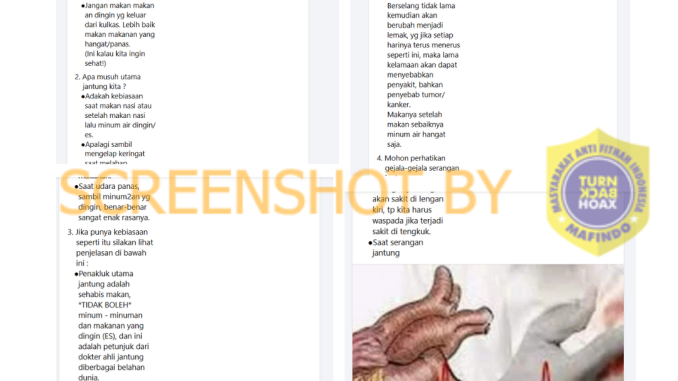 ●Jangan makan makan
an dingin yg keluar
dari kulkas. Lebih baik
makan makanan yang
hangat/panas.
(Ini kalau kita ingin
sehat!)
2. Apa musuh utama
jantung kita ?
●Adakah kebiasaan
saat makan nasi atau
setelah makan nasi
lalu minum air dingin/
es.
●Apalagi sambil
mengelap keringat
●Saat udara panas,
sambil minum2an yg
dingin, benar-benar
sangat enak rasanya.
3. Jika punya kebiasaan
seperti itu silakan lihat
penjelasan di bawah
ini :
●Penakluk utama
jantung adalah
sehabis makan,
*TIDAK BOLEH*
minum - minuman
dan makanan yang
dingin (ES), dan ini
adalah petunjuk dari
dokter ahli jantung
diberbagai belahan
dunia.
Berselang tidak lama
kemudian akan
berubah menjadi
lemak, yg jika setiap
harinya terus menerus
seperti ini, maka lama
kelamaan akan dapat
menyebabkan
penyakit, bahkan
penyebab tumor/
kanker.
Makanya setelah
makan sebaiknya
minum air hangat
saja.
4. Mohon perhatikan
gejala-gejala serangan
akan sakit di lengan
kiri, tp kita harus
waspada jika terjadi
sakit di tengkuk.
●Saat serangan
jantung
SCREENSHOT BY
MASYARAKAT ANTI FITNAH INDONESIA
TURN
BACK
HOAX
MAFINDO